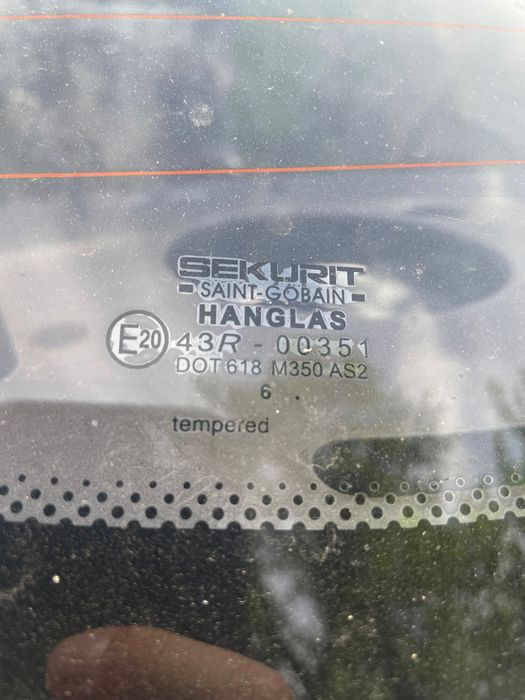 SEKURIT
SAINT-GOBAIN
HANGLAS
E20 43R - 00351
DOT 618 M350 AS2
6 .
tempered